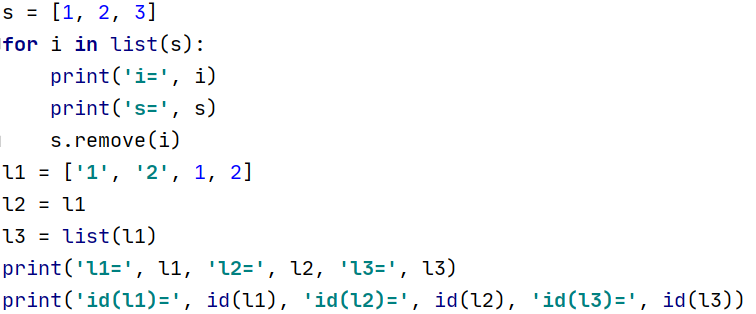 s = [1, 2, 3]
for i in list(s):
    print('i=', i)
    print('s=', s)
    s.remove(i)
l1 = ['1', '2', 1, 2]
l2 = l1
l3 = list(l1)
print('l1=', l1, 'l2=', l2, 'l3=', l3)
print('id(l1)=', id(l1), 'id(l2)=', id(l2), 'id(l3)=', id(l3))